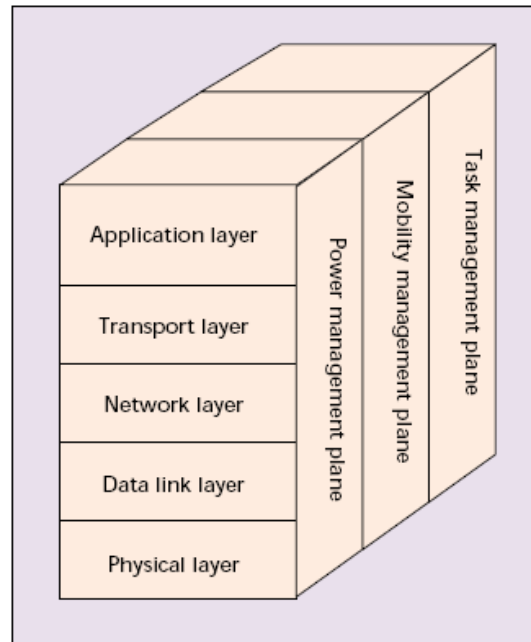 Application layer
Transport layer
Network layer
Data link layer
Physical layer
Power management plane
Mobility management plane
Task management plane